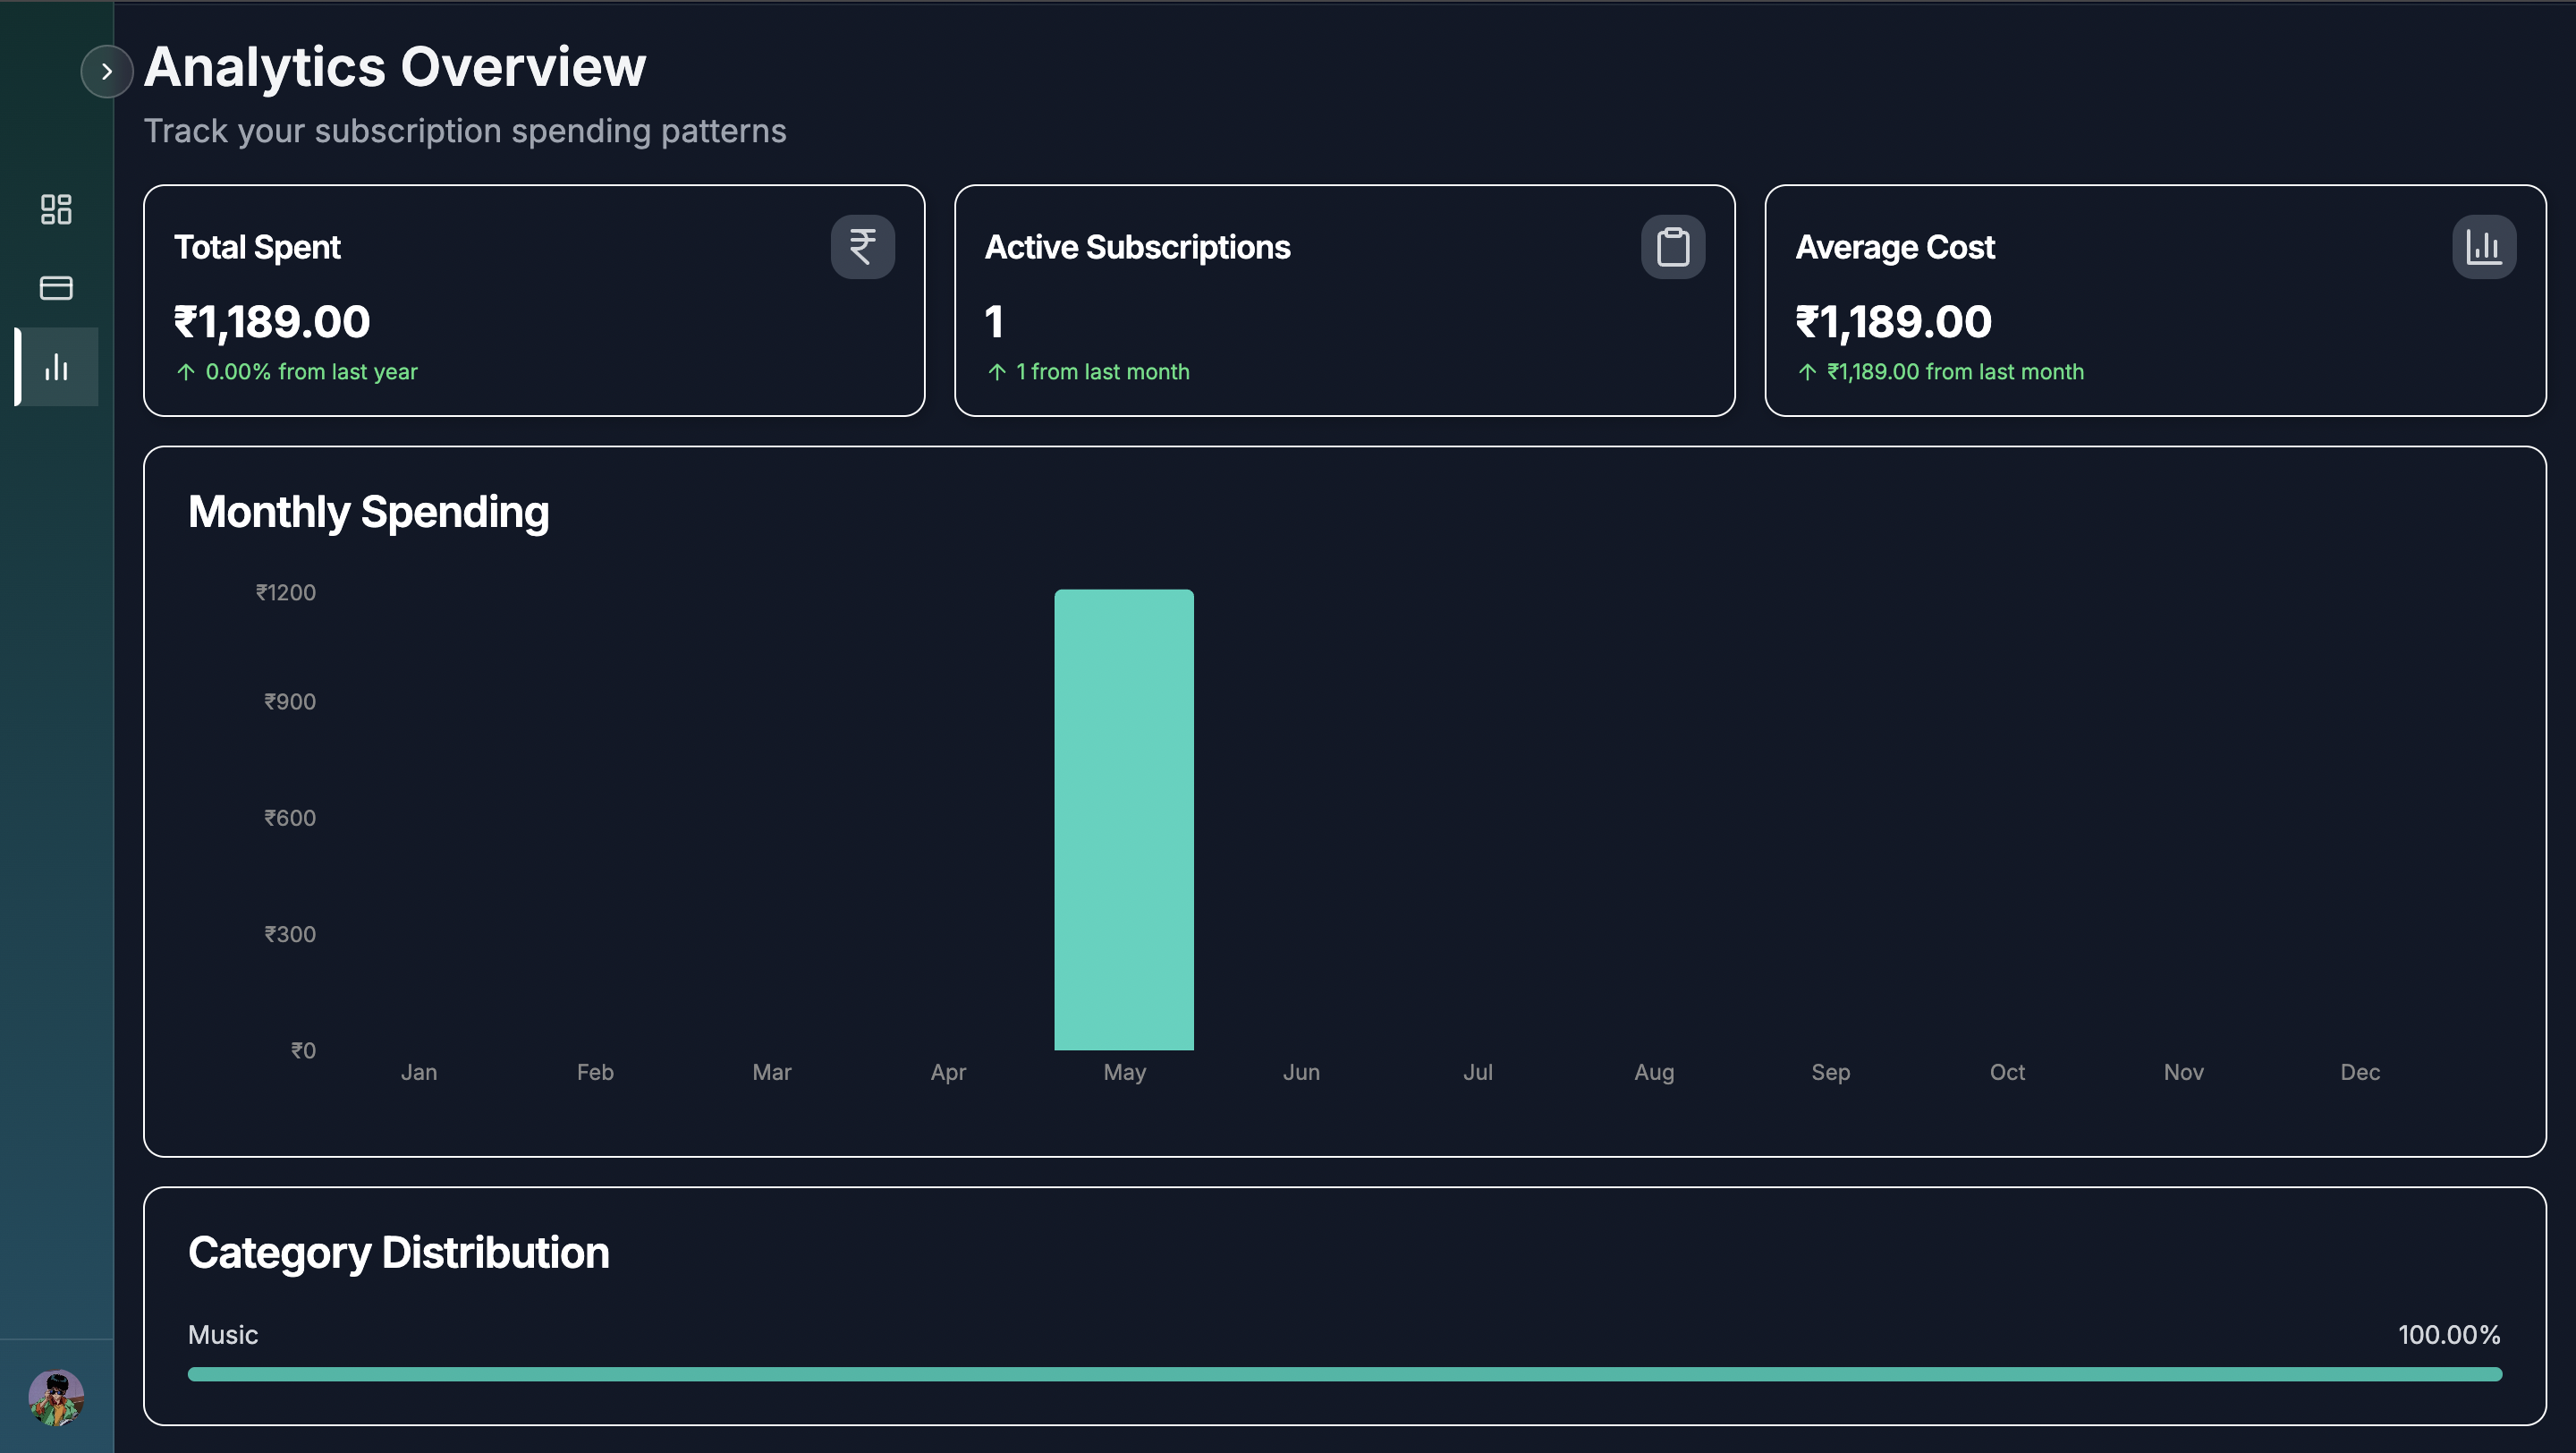 Analytics Overview
Track your subscription spending patterns
Total Spent
₹1,189.00
↑ 0.00% from last year
Active Subscriptions
1
↑ 1 from last month
Average Cost
₹1,189.00
↑ ₹1,189.00 from last month
Monthly Spending
₹1200
₹900
₹600
₹300
₹0
Jan Feb Mar Apr May Jun Jul Aug Sep Oct Nov Dec
Category Distribution
Music 100.00%